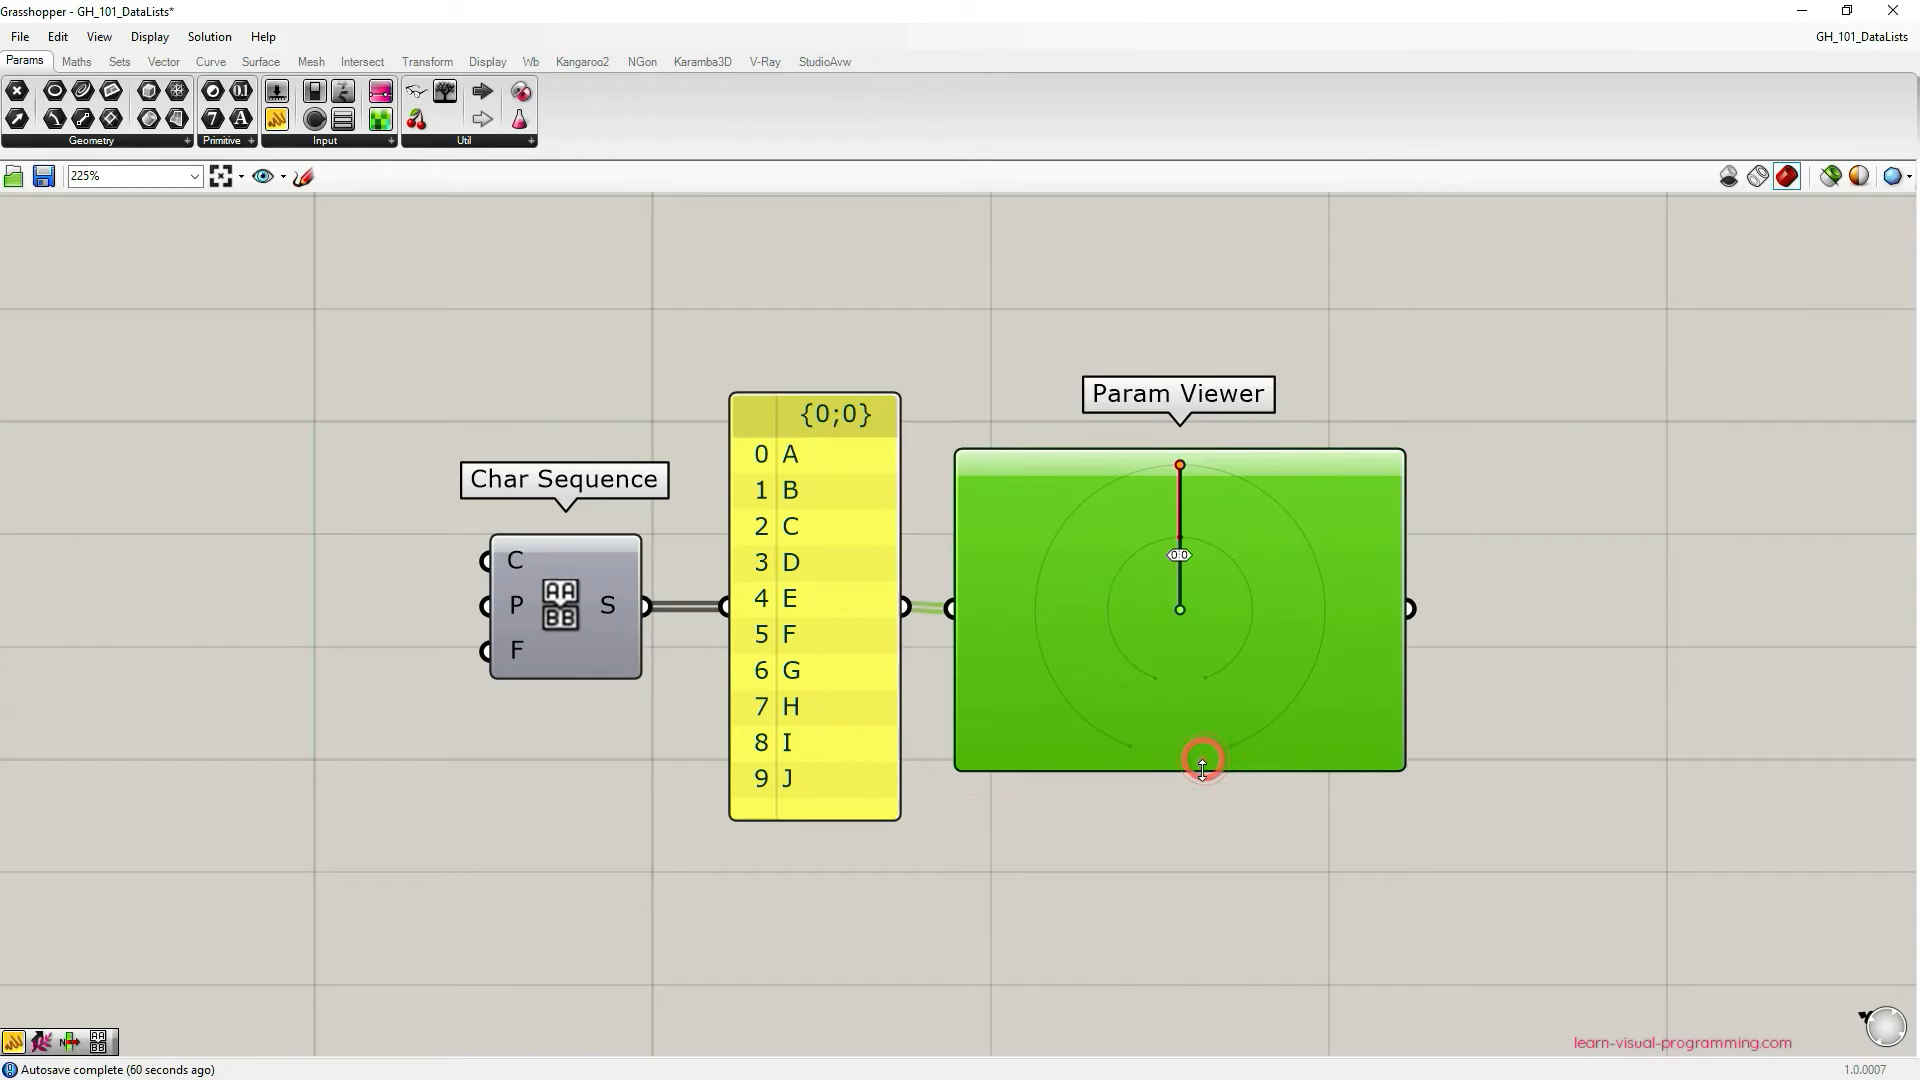 Grasshopper - GH_101_DataLists*
File Edit View Display Solution Help GH_101_DataLists
Params Maths Sets Vector Curve Surface Mesh Intersect Transform Display Wb Kangaroo2 NGon Karamba3D V-Ray StudioAvw
Geometry Primitive Input Util
225%
Param Viewer
Char Sequence
C
P
F
S
AA
BB
{0;0}
0 A
1 B
2 C
3 D
4 E
5 F
6 G
7 H
8 I
9 J
learn-visual-programming.com
Autosave complete (60 seconds ago) 1.0.0007